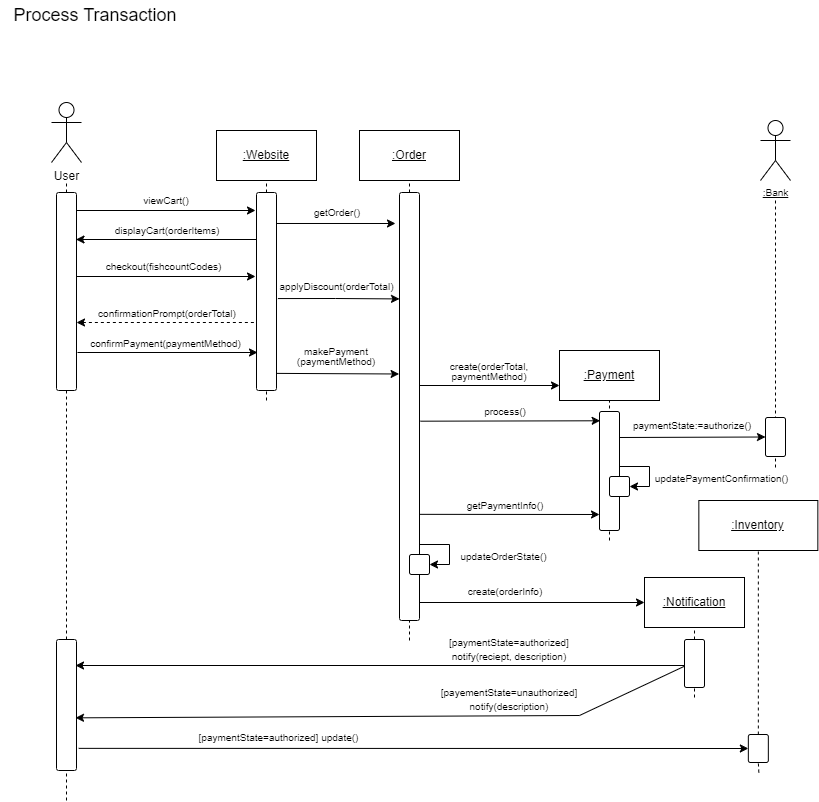 Process Transaction
User
:Website
:Order
:Bank
viewCart()
getOrder()
displayCart(orderItems)
checkout(fishcountCodes)
applyDiscount(orderTotal)
confirmationPrompt(orderTotal)
confirmPayment(paymentMethod)
makePayment
(paymentMethod)
create(orderTotal,
paymentMethod)
:Payment
process()
paymentState:=authorize()
updatePaymentConfirmation()
getPaymentInfo()
:Inventory
updateOrderState()
create(orderInfo)
:Notification
[paymentState=authorized]
notify(reciept, description)
[payementState=unauthorized]
notify(description)
[paymentState=authorized] update()